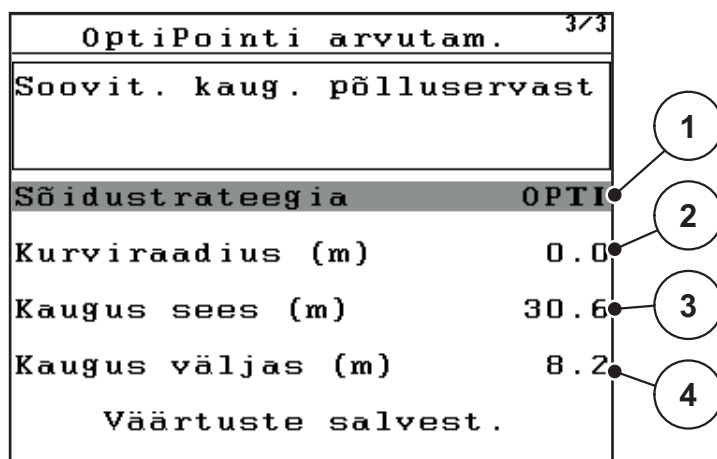 OptiPointi arvutam. 3/3
Soovit. kaug. põlluservast
Sõidustrateegia OPTI
1
Kurviraadius (m) 0.0
2
Kaugus sees (m) 30.6
3
Kaugus väljas (m) 8.2
4
Väärtuste salvest.